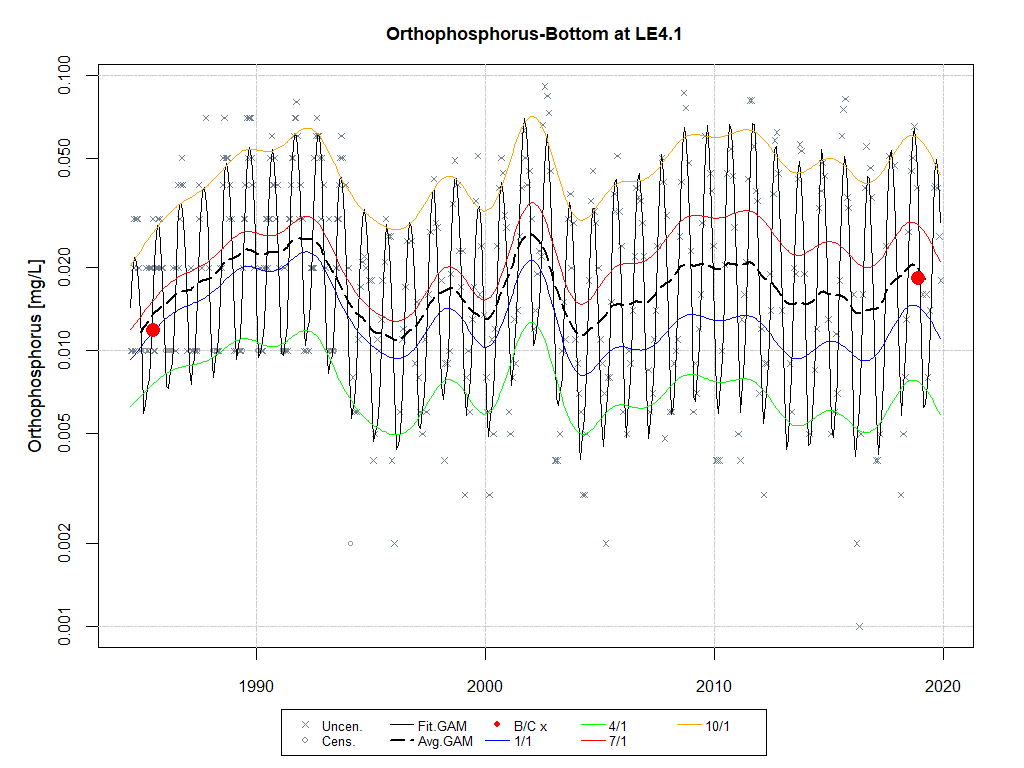 Orthophosphorus-Bottom at LE4.1
Orthophosphorus [mg/L]
0.100
0.050
0.020
0.010
0.005
0.002
0.001
1990 2000 2010 2020
Uncen. Fit.GAM B/C x 4/1 10/1
Cens. Avg.GAM 1/1 7/1